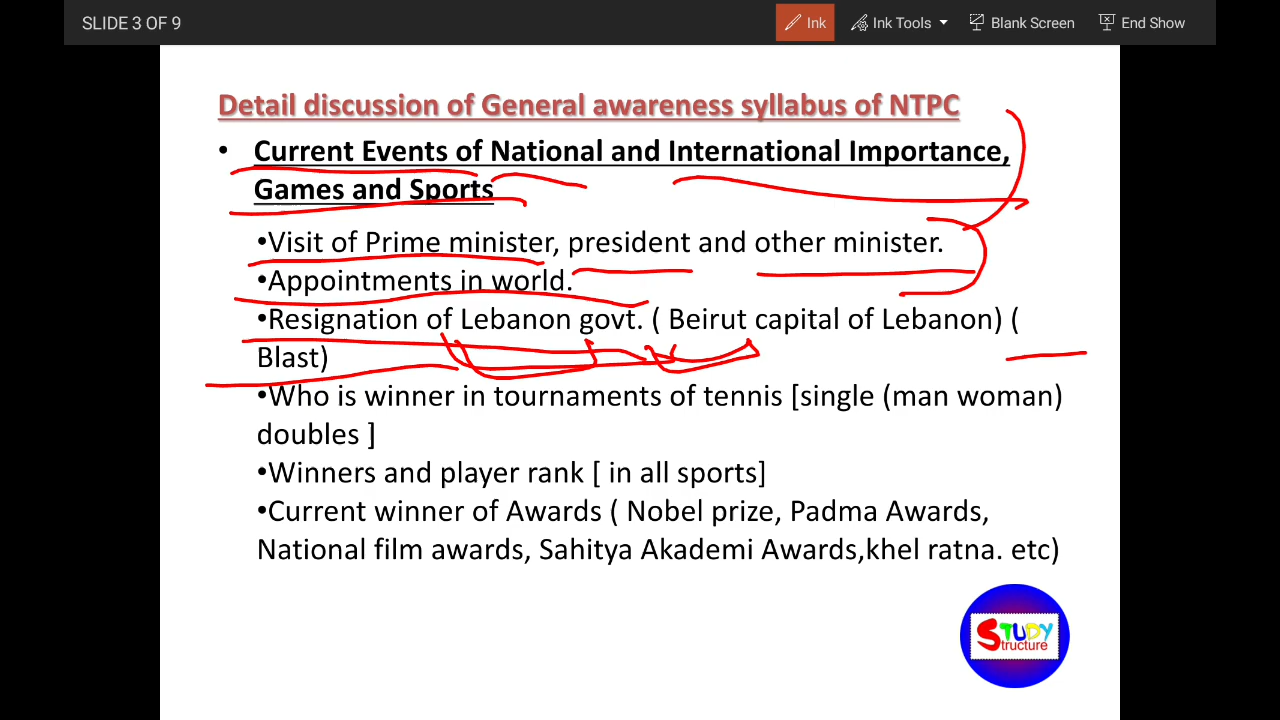 SLIDE 3 OF 9
Ink
Ink Tools
Blank Screen
End Show
Detail discussion of General awareness syllabus of NTPC
• Current Events of National and International Importance,
Games and Sports
•Visit of Prime minister, president and other minister.
•Appointments in world.
•Resignation of Lebanon govt. ( Beirut capital of Lebanon) (
Blast)
•Who is winner in tournaments of tennis [single (man woman)
doubles ]
•Winners and player rank [ in all sports]
•Current winner of Awards ( Nobel prize, Padma Awards,
National film awards, Sahitya Akademi Awards,khel ratna. etc)
STUDY
Structure